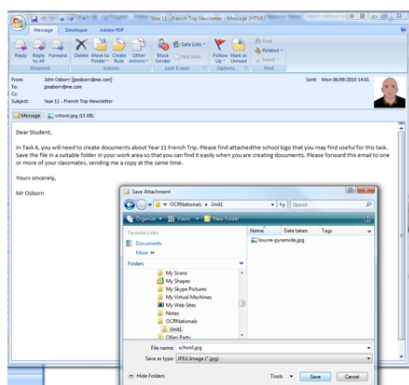 Year 11 - French Trip Newsletter - Message (HTML)
Message Developer Adobe PDF
Reply Reply to All Forward Delete Move to Folder Create Rule Other Actions Block Sender Safe Lists Not Junk Follow Up Mark as Unread Find Related Select
Respond Actions Junk E-mail Options Find
From: John Osborn [jposborn@me.com] Sent: Mon 06/09/2010 14:01
To: jposborn@me.com
Cc:
Subject: Year 11 - French Trip Newsletter
Message school.jpg (15 KB)
Dear Student,
In Task 4, you will need to create documents about Year 11 French Trip. Please find attachedthe school logo that you may find useful for this task.
Save the file in a suitable folder in your work area so that you can find it easily when you are creating documents. Please forward this email to one
or more of your classmates, sending me a copy at the same time.
Yours sincerely,
Mr Osborn
Save Attachment
OCRNationals Unit1 Search
Organize Views New Folder
Favorite Links Name Date taken Tags
Documents louvre-pyramide.jpg
More
Folders
My Scans
My Shapes
My Skype Pictures
My Virtual Machines
My Web Sites
Notes
OCRNationals
Unit1
Ollies Party
File name: school.jpg
Save as type: JPEG Image (*.jpg)
Hide Folders Tools Save Cancel